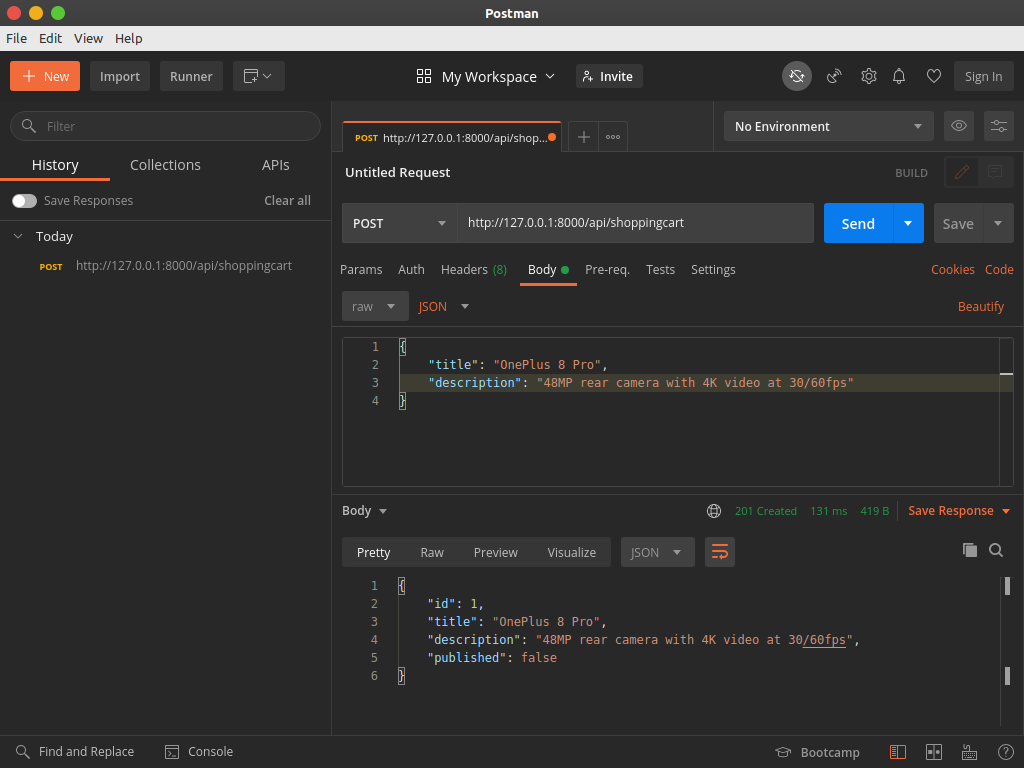 Postman
File Edit View Help
New Import Runner My Workspace Invite Sign In
Filter
History Collections APIs
Save Responses Clear all
Today
POST http://127.0.0.1:8000/api/shoppingcart
POST http://127.0.0.1:8000/api/shop...
No Environment
Untitled Request BUILD
POST http://127.0.0.1:8000/api/shoppingcart Send Save
Params Auth Headers (8) Body Pre-req. Tests Settings Cookies Code
raw JSON Beautify
1 {
2 "title": "OnePlus 8 Pro",
3 "description": "48MP rear camera with 4K video at 30/60fps"
4 }
Body 201 Created 131 ms 419 B Save Response
Pretty Raw Preview Visualize JSON
1 {
2 "id": 1,
3 "title": "OnePlus 8 Pro",
4 "description": "48MP rear camera with 4K video at 30/60fps",
5 "published": false
6 }
Find and Replace Console Bootcamp